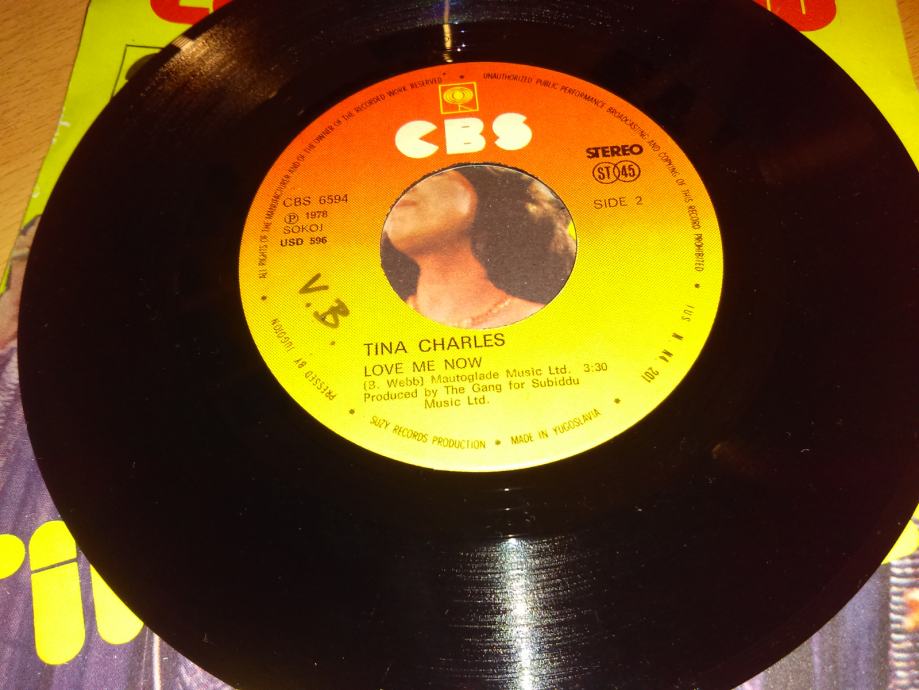 ALL RIGHTS OF THE MANUFACTURER AND OF THE OWNER OF THE RECORDED WORK RESERVED
UNAUTHORIZED PUBLIC PERFORMANCE BROADCASTING AND COPYING OF THIS RECORD PROHIBITED
CBS
STEREO
ST 45
SIDE 2
CBS 6594
℗ 1978
SOKOJ
USD 596
V.B.
TINA CHARLES
LOVE ME NOW
(B. Webb) Mautoglade Music Ltd. 3:30
Produced by The Gang for Subiddu
Music Ltd.
PRESSED BY JUGOTON
SUZY RECORDS PRODUCTION • MADE IN YUGOSLAVIA
J.U.S. N. N4. 201